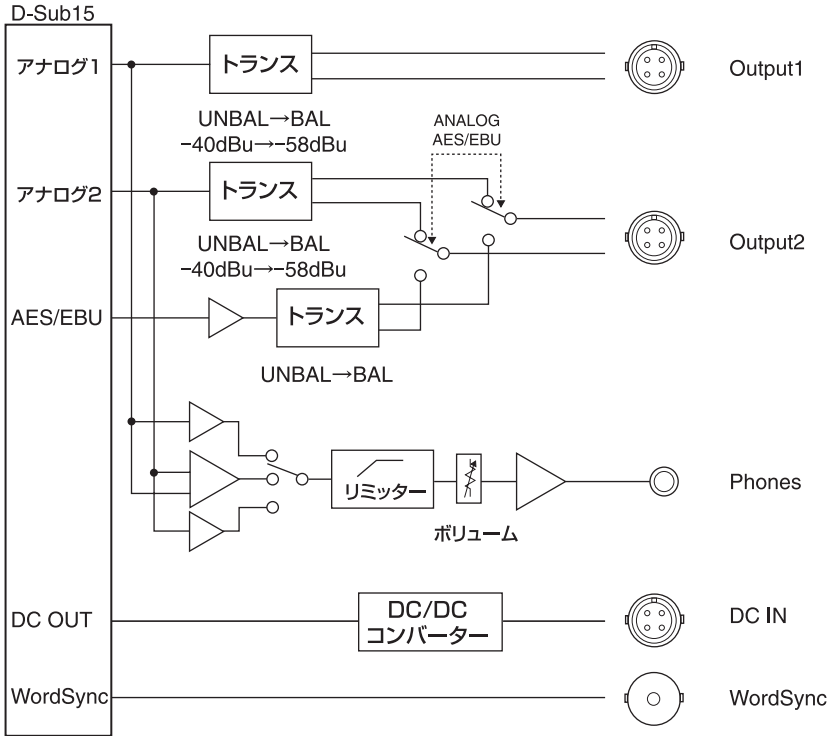 D-Sub15
アナログ1
トランス
Output1
UNBAL→BAL
-40dBu→-58dBu
ANALOG
AES/EBU
アナログ2
トランス
Output2
UNBAL→BAL
-40dBu→-58dBu
AES/EBU
トランス
UNBAL→BAL
リミッター
ボリューム
Phones
DC OUT
DC/DC
コンバーター
DC IN
WordSync
WordSync